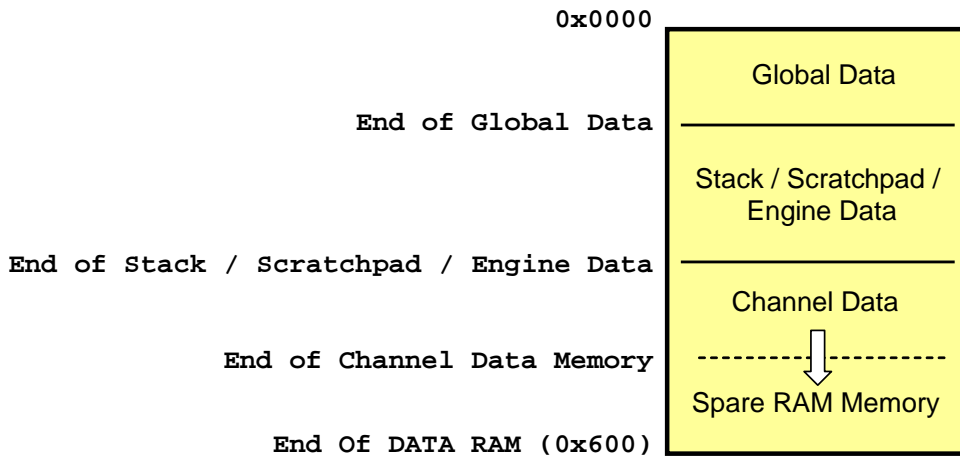 0x0000
Global Data
End of Global Data
Stack / Scratchpad /
Engine Data
End of Stack / Scratchpad / Engine Data
Channel Data
End of Channel Data Memory
Spare RAM Memory
End Of DATA RAM (0x600)